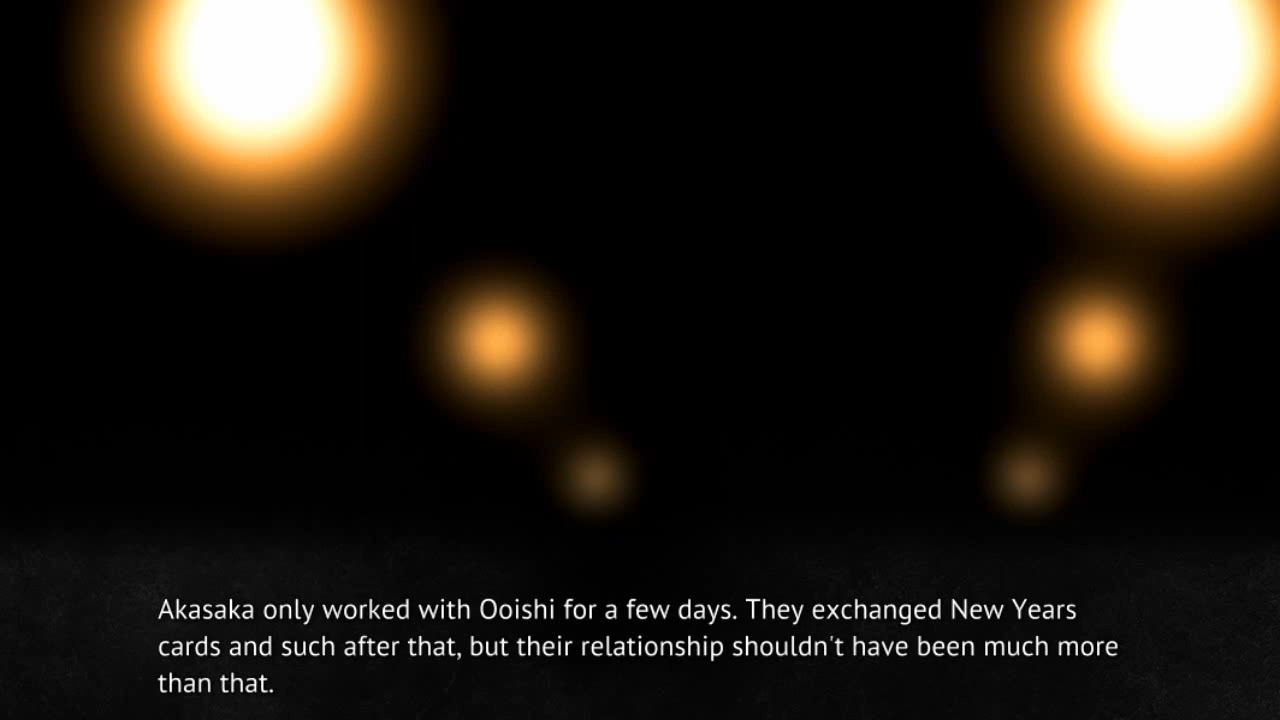 Akasaka only worked with Ooishi for a few days. They exchanged New Years
cards and such after that, but their relationship shouldn't have been much more
than that.